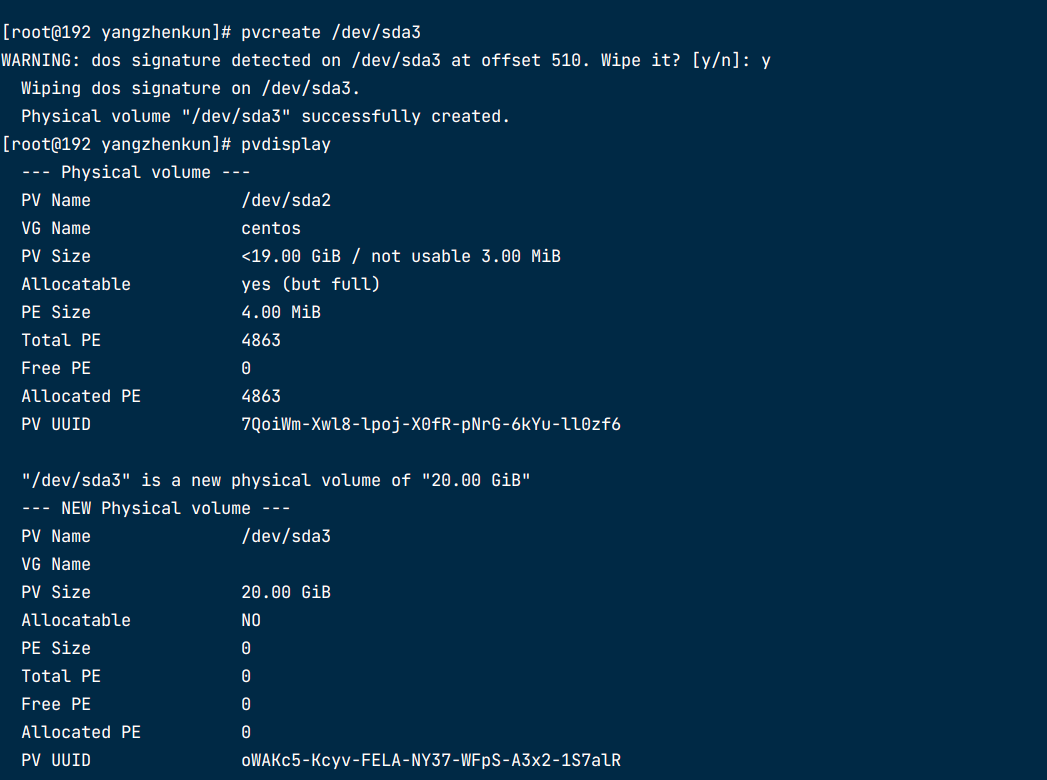 [root@192 yangzhenkun]# pvcreate /dev/sda3
WARNING: dos signature detected on /dev/sda3 at offset 510. Wipe it? [y/n]: y
  Wiping dos signature on /dev/sda3.
  Physical volume "/dev/sda3" successfully created.
[root@192 yangzhenkun]# pvdisplay
  --- Physical volume ---
  PV Name               /dev/sda2
  VG Name               centos
  PV Size               <19.00 GiB / not usable 3.00 MiB
  Allocatable           yes (but full)
  PE Size               4.00 MiB
  Total PE              4863
  Free PE               0
  Allocated PE          4863
  PV UUID               7QoiWm-Xwl8-lpoj-X0fR-pNrG-6kYu-ll0zf6

  "/dev/sda3" is a new physical volume of "20.00 GiB"
  --- NEW Physical volume ---
  PV Name               /dev/sda3
  VG Name
  PV Size               20.00 GiB
  Allocatable           NO
  PE Size               0
  Total PE              0
  Free PE               0
  Allocated PE          0
  PV UUID               oWAKc5-Kcyv-FELA-NY37-WFpS-A3x2-1S7alR